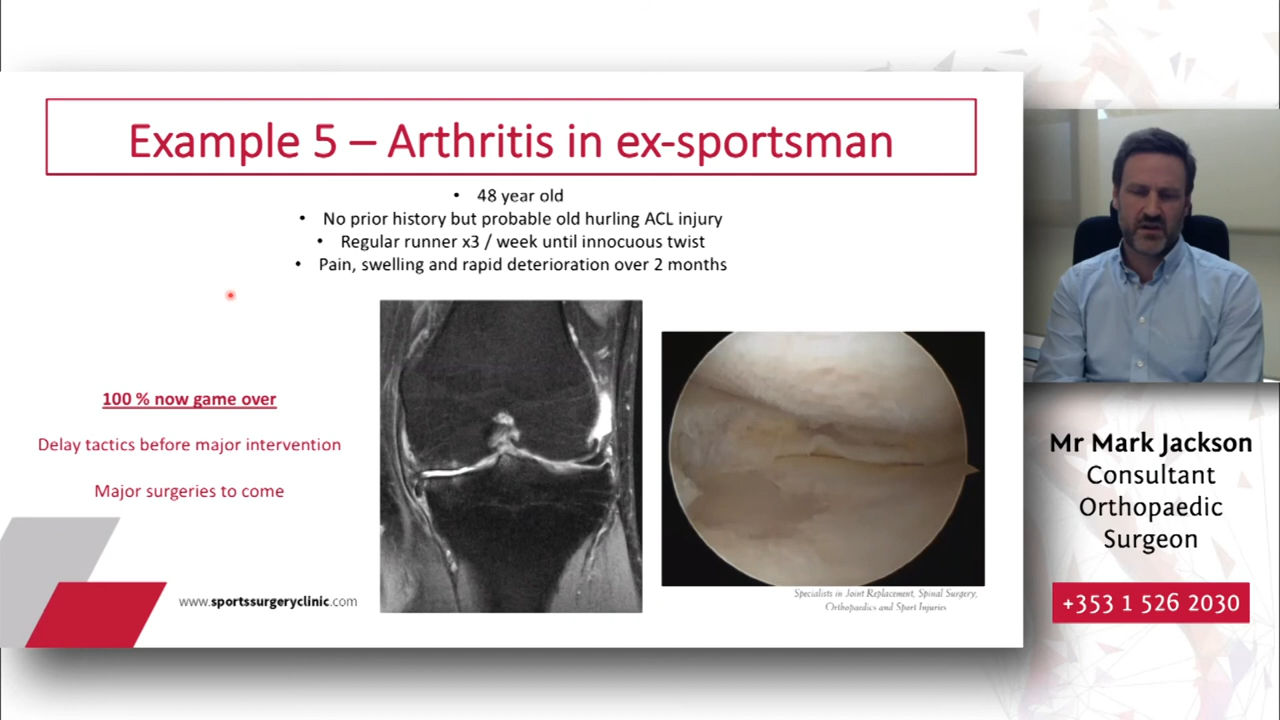 Example 5 – Arthritis in ex-sportsman
• 48 year old
• No prior history but probable old hurling ACL injury
• Regular runner x3 / week until innocuous twist
• Pain, swelling and rapid deterioration over 2 months
100 % now game over
Delay tactics before major intervention
Major surgeries to come
www.sportssurgeryclinic.com
Specialists in Joint Replacement, Spinal Surgery,
Orthopaedics and Sport Injuries
Mr Mark Jackson
Consultant
Orthopaedic
Surgeon
+353 1 526 2030